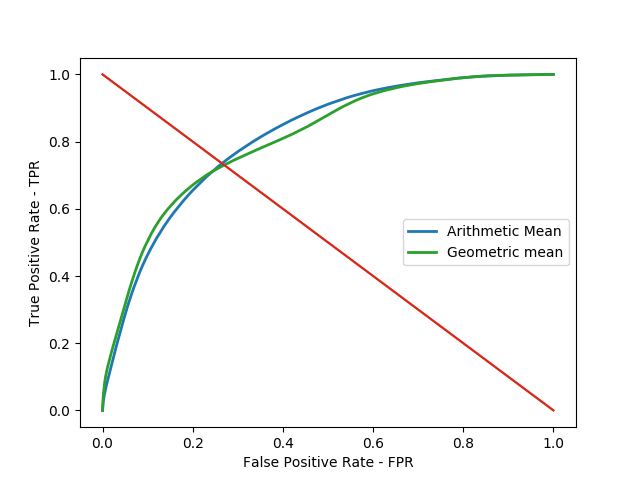 1.0
0.8
0.6
0.4
0.2
0.0
True Positive Rate - TPR
Arithmetic Mean
Geometric mean
0.0 0.2 0.4 0.6 0.8 1.0
False Positive Rate - FPR